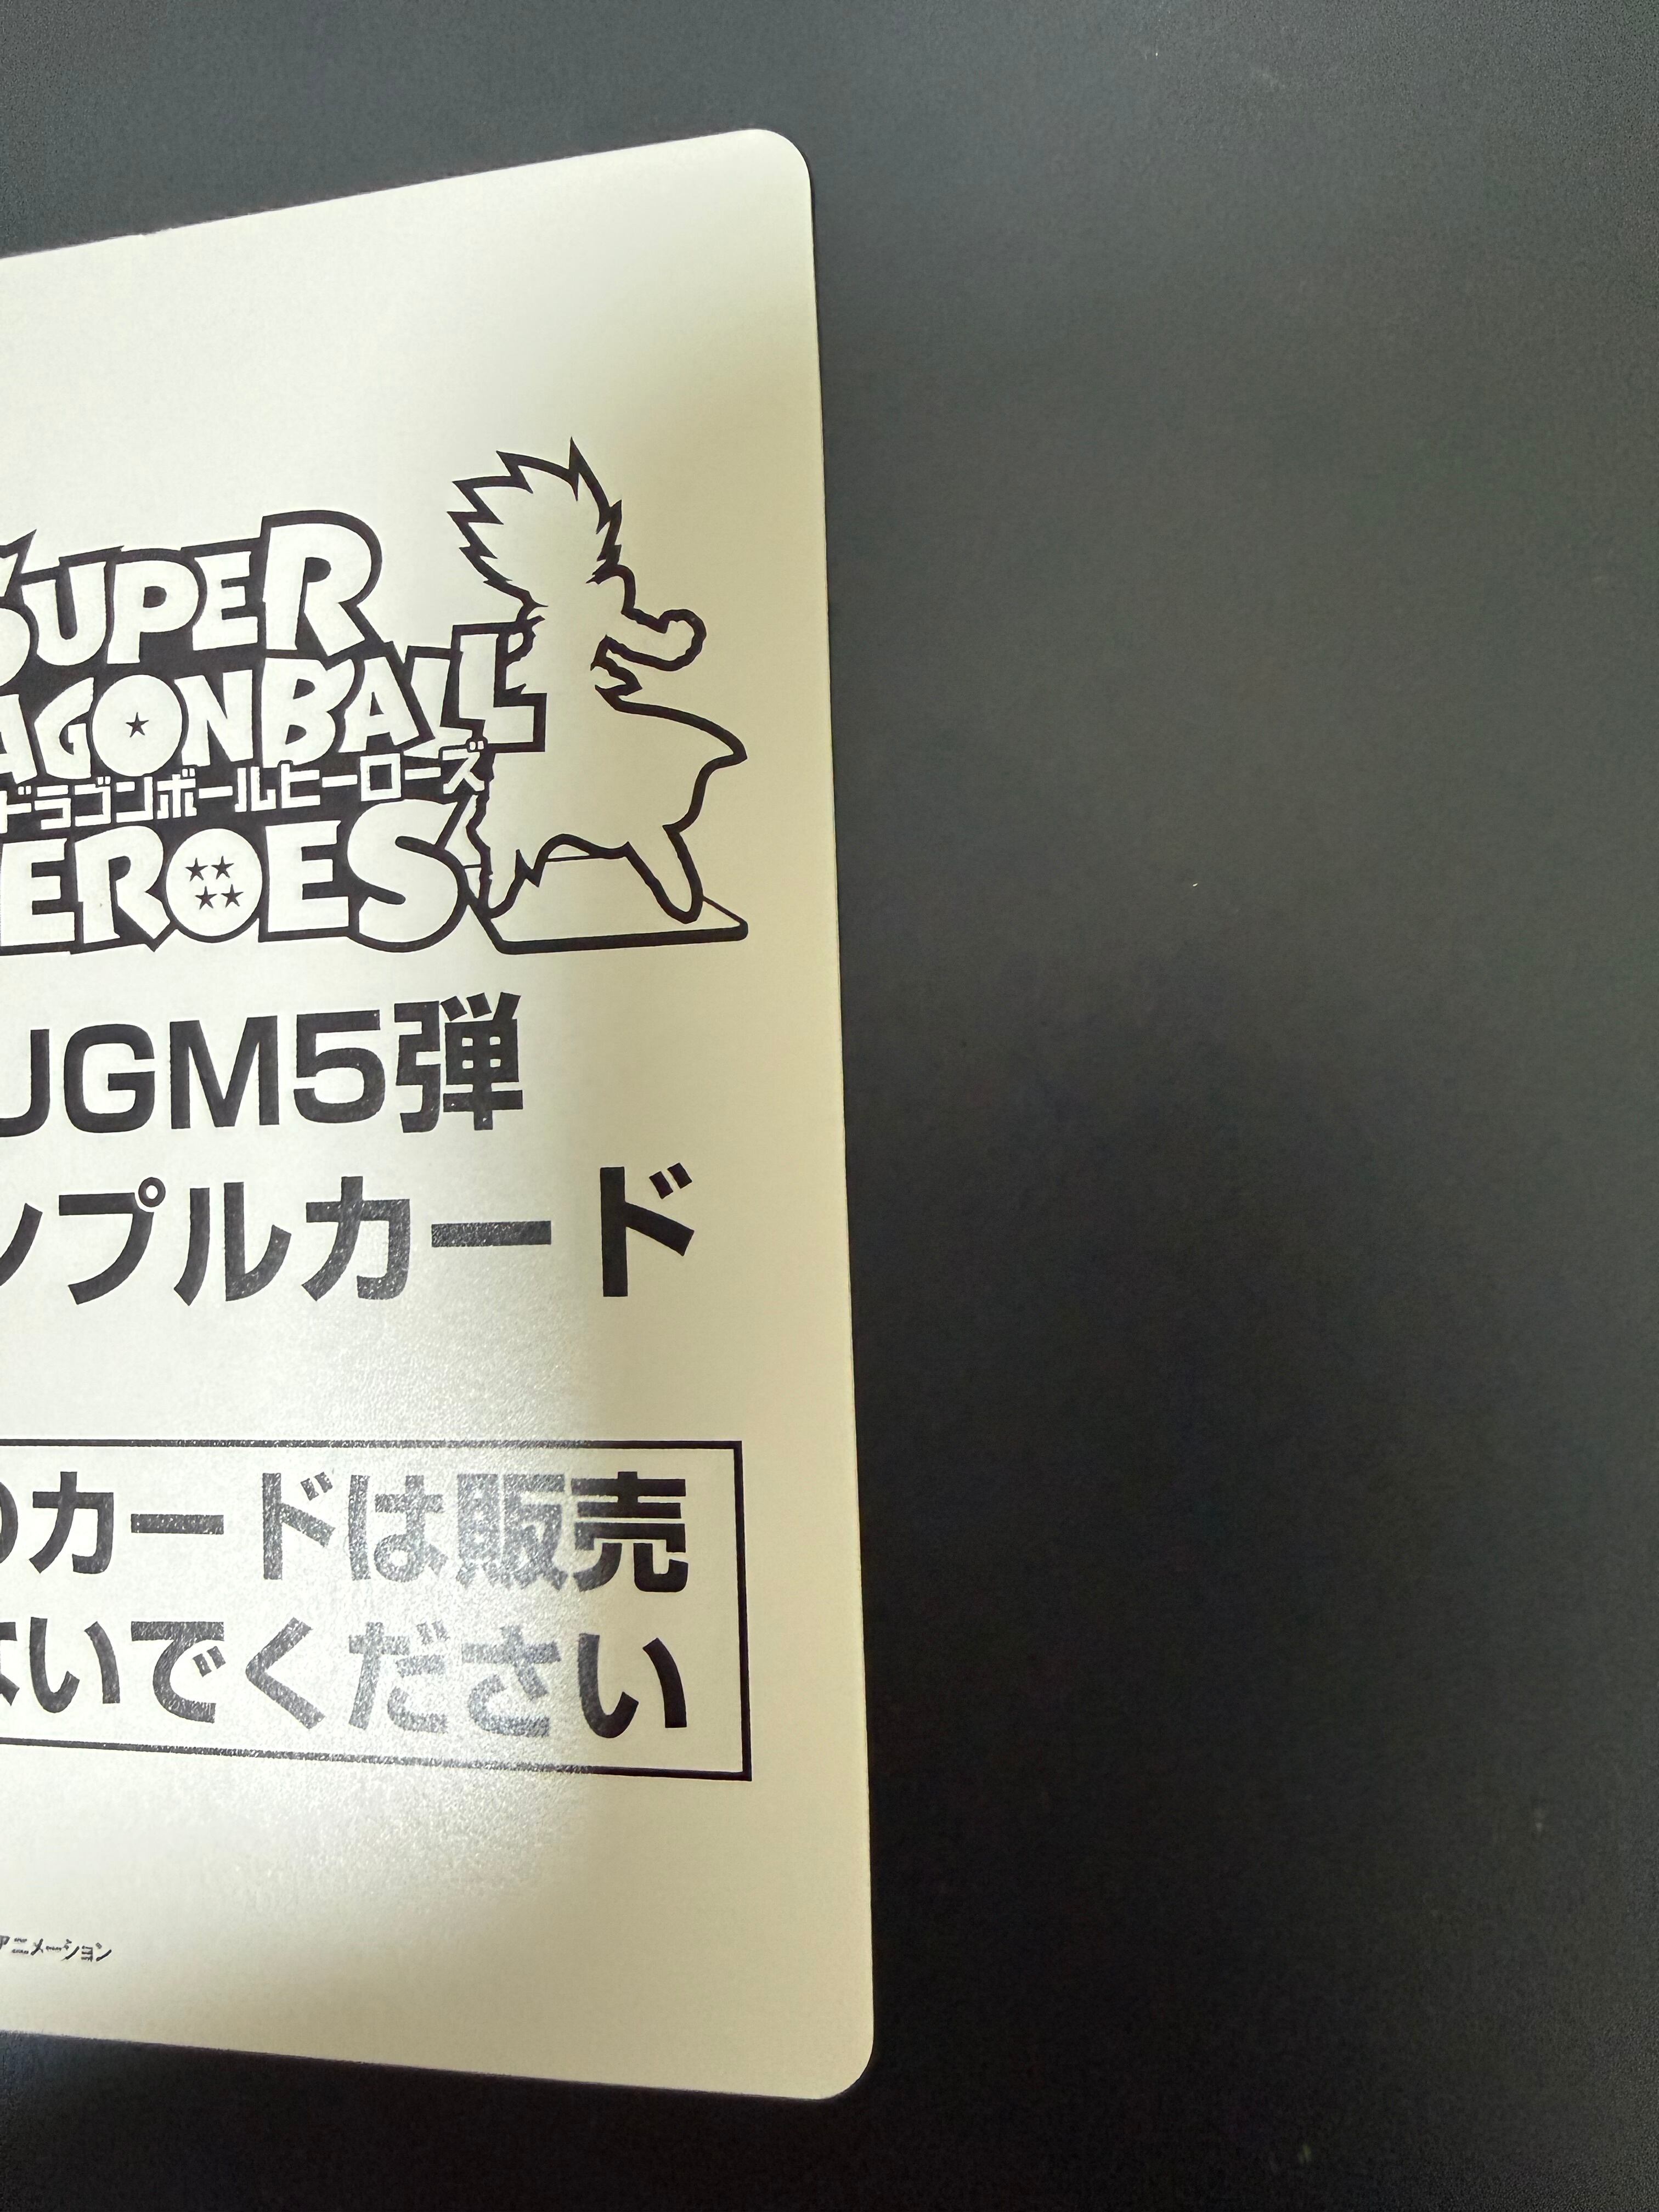 SUPER
AGONBALL
ドラゴンボールヒーローズ
EROES
UGM5弾
ンプルカード
のカードは販売
ないでください
アニメーション